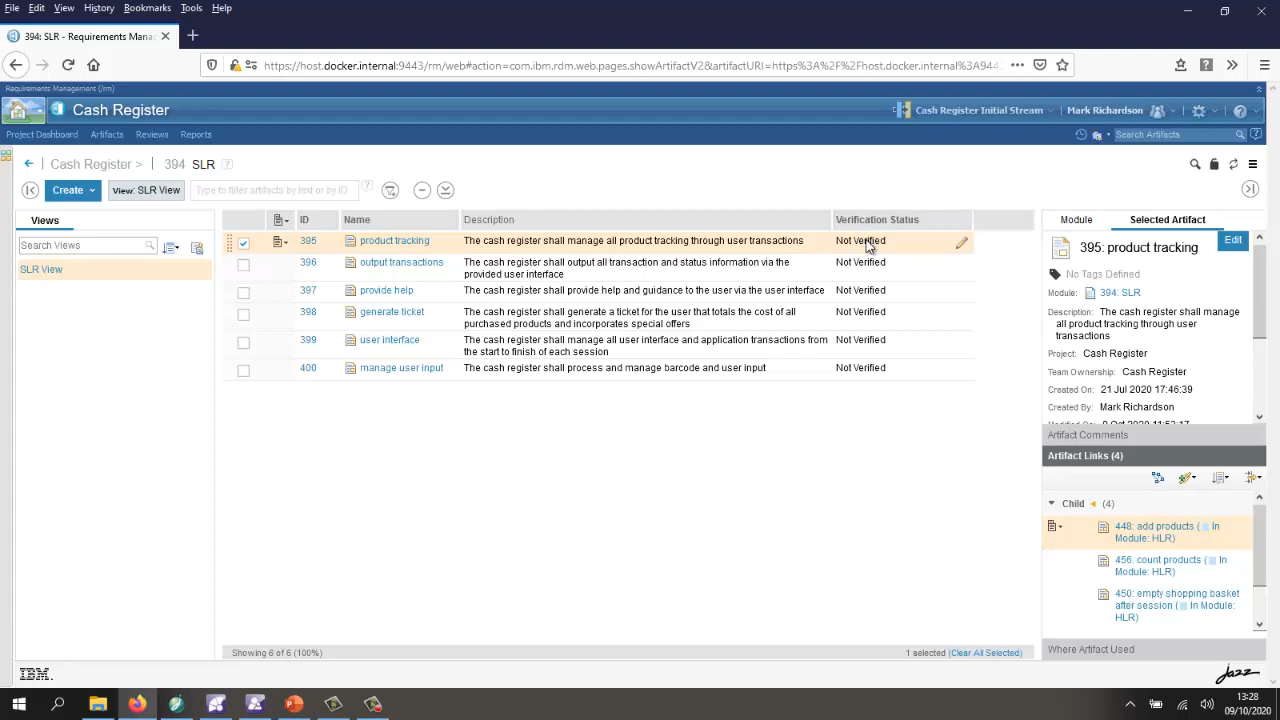 File Edit View History Bookmarks Tools Help
394: SLR - Requirements Mana
https://host.docker.internal:9443/rm/web#action=com.ibm.rdm.web.pages.showArtifactV2&artifactURI=https%3A%2F%2Fhost.docker.internal%3A944
Requirements Management (/rm)
Cash Register
Cash Register Initial Stream
Mark Richardson
Project Dashboard Artifacts Reviews Reports
Search Artifacts
Cash Register > 394 SLR
Create
View: SLR View
Type to filter artifacts by text or by ID
Views
Search Views
SLR View
ID Name Description Verification Status
395 product tracking The cash register shall manage all product tracking through user transactions Not Verified
396 output transactions The cash register shall output all transaction and status information via the Not Verified
provided user interface
397 provide help The cash register shall provide help and guidance to the user via the user interface Not Verified
398 generate ticket The cash register shall generate a ticket for the user that totals the cost of all Not Verified
purchased products and incorporates special offers
399 user interface The cash register shall manage all user interface and application transactions from Not Verified
the start to finish of each session
400 manage user input The cash register shall process and manage barcode and user input Not Verified
Showing 6 of 6 (100%)
1 selected (Clear All Selected)
Module Selected Artifact
395: product tracking
Edit
No Tags Defined
Module: 394: SLR
Description: The cash register shall manage
all product tracking through user
transactions
Project: Cash Register
Team Ownership: Cash Register
Created On: 21 Jul 2020 17:46:39
Created By: Mark Richardson
Artifact Comments
Artifact Links (4)
Child (4)
448: add products ( In
Module: HLR)
456: count products ( In
Module: HLR)
450: empty shopping basket
after session ( In Module:
HLR)
Where Artifact Used
IBM.
Jazz
13:28
09/10/2020